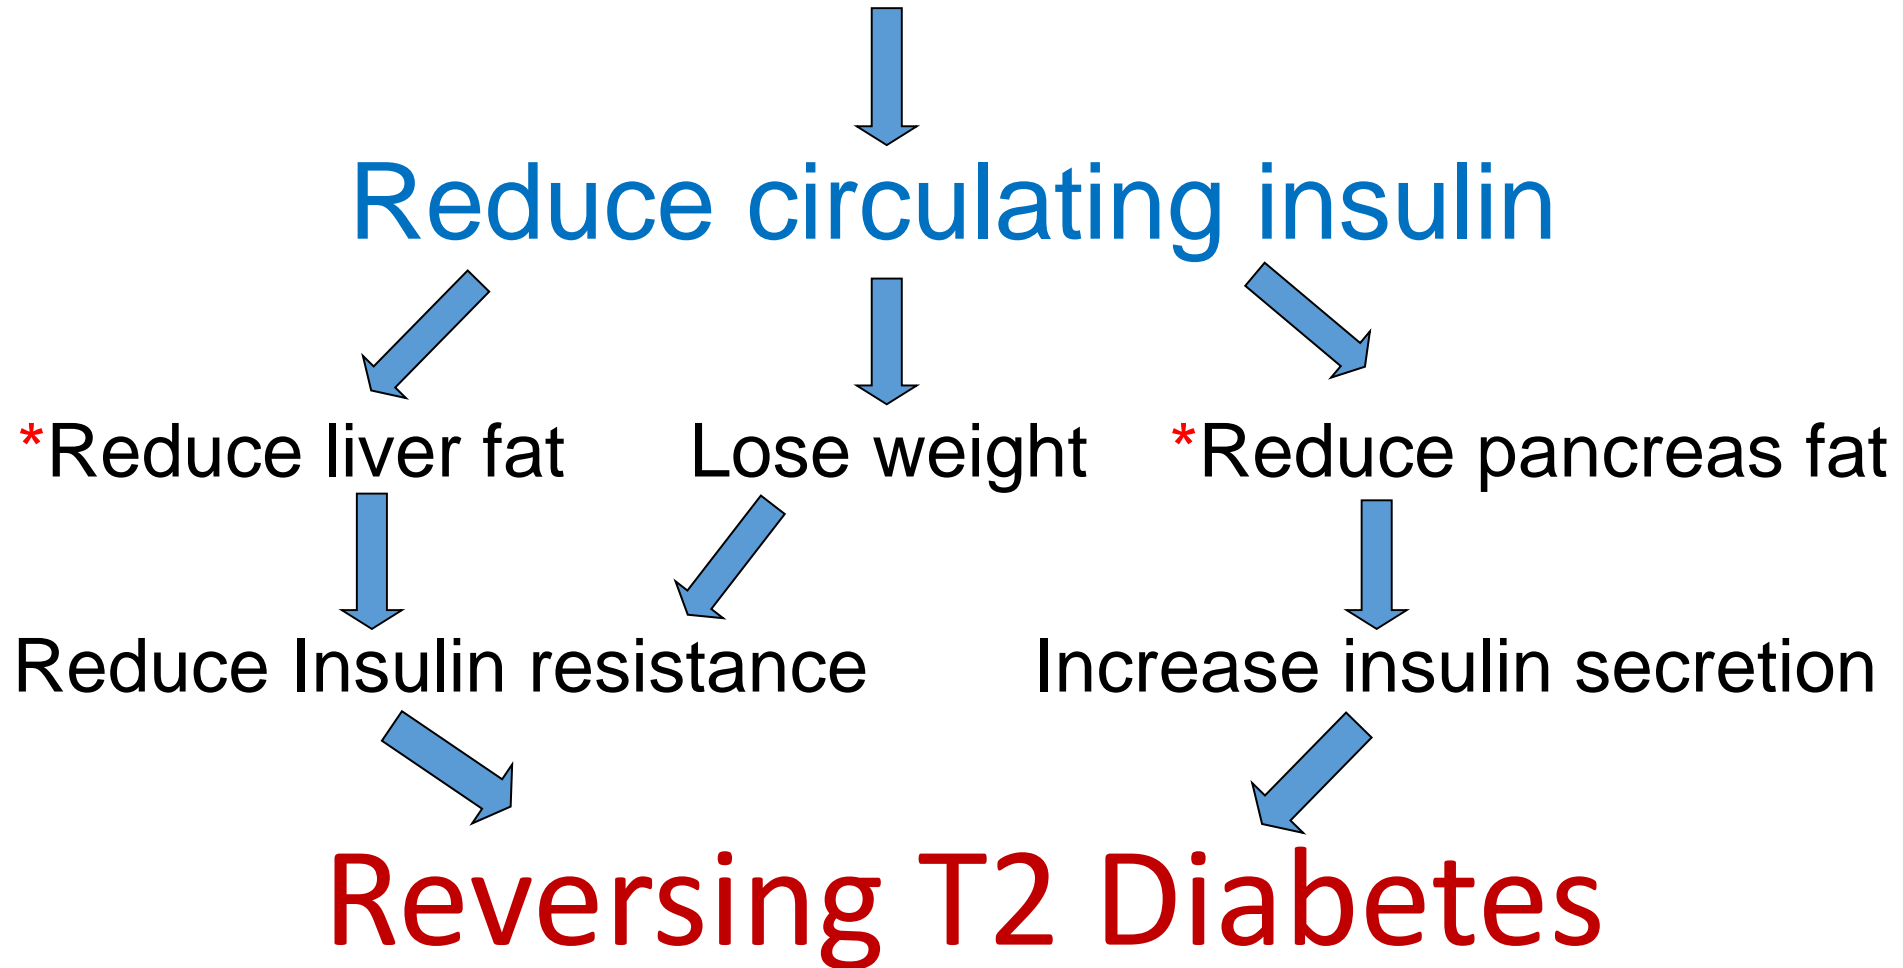 Reduce circulating insulin
*Reduce liver fat Lose weight *Reduce pancreas fat
Reduce Insulin resistance Increase insulin secretion
Reversing T2 Diabetes